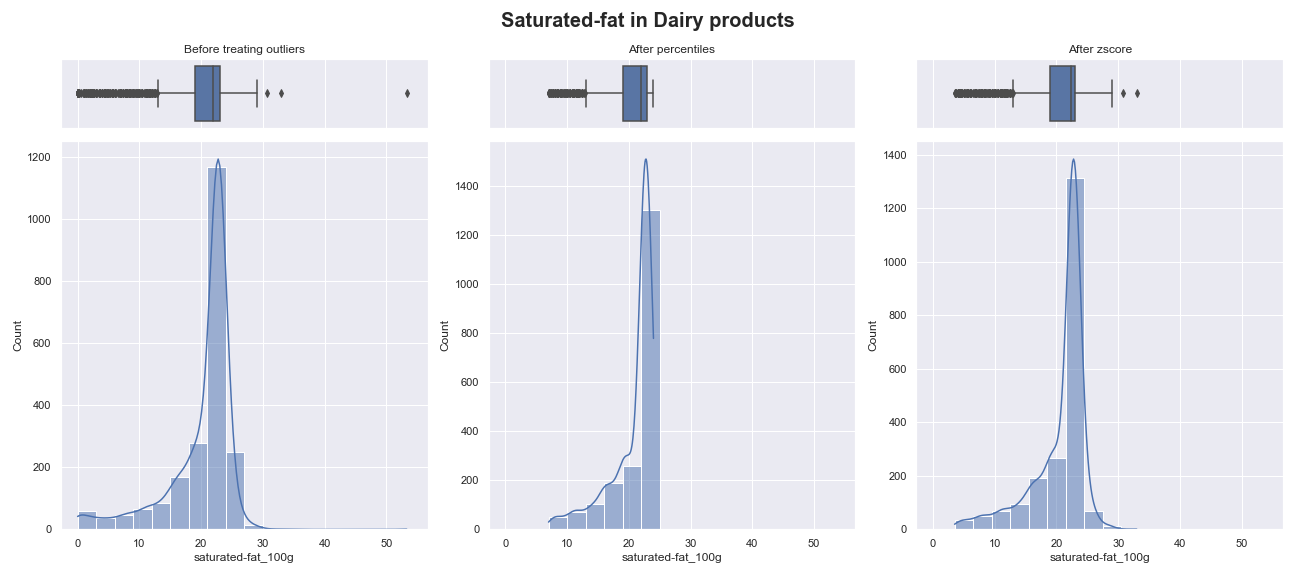 Saturated-fat in Dairy products
Before treating outliers
After percentiles
After zscore
1200
1000
800
600
400
200
0
Count
0 10 20 30 40 50
saturated-fat_100g
1400
1200
1000
800
600
400
200
0
Count
0 10 20 30 40 50
saturated-fat_100g
1400
1200
1000
800
600
400
200
0
Count
0 10 20 30 40 50
saturated-fat_100g